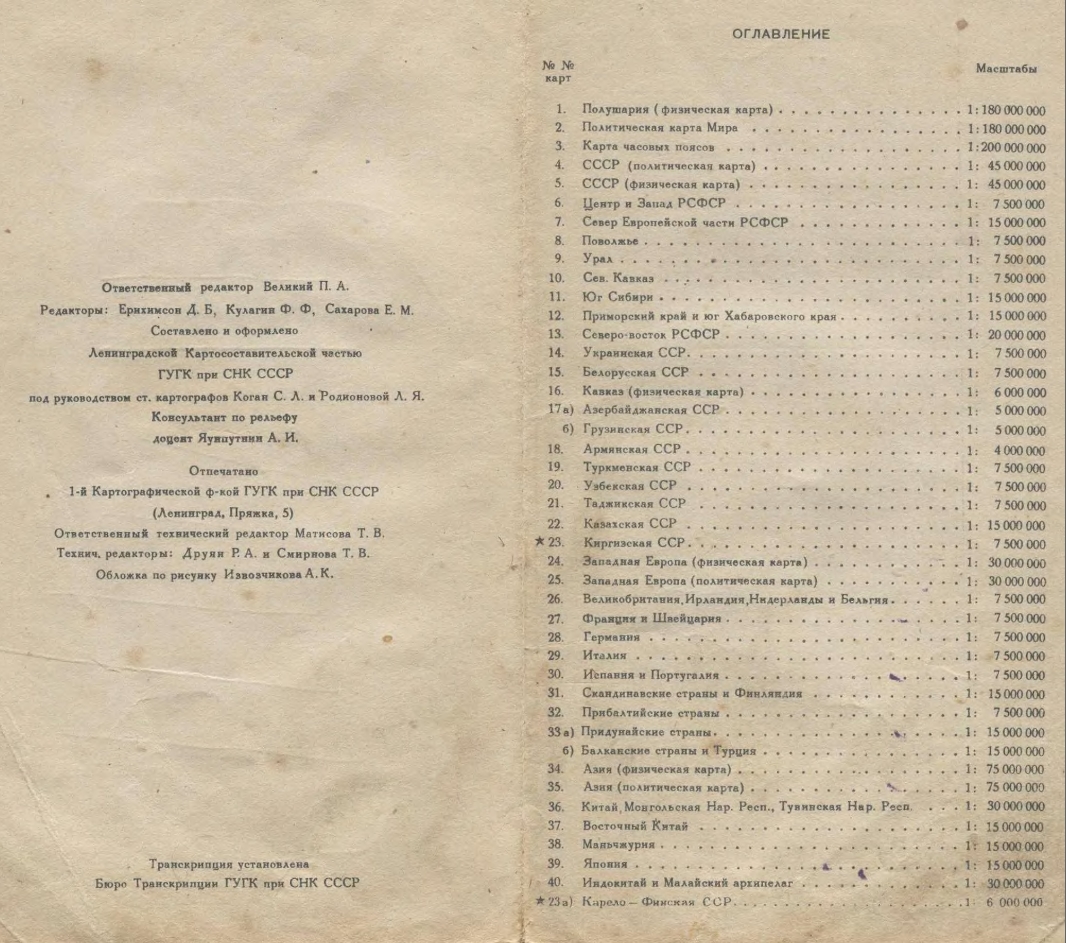 Ответственный редактор Великий П. А.
Редакторы: Ерихимсон Д. Б, Кулагин Ф. Ф, Сахарова Е. М.
Составлено и оформлено
Ленинградской Картосоставительской частью
ГУГК при СНК СССР
под руководством ст. картографов Коган С. Л. и Родионовой Л. Я.
Консультант по рельефу
доцент Яунпутнин А. И.
Отпечатано
1-й Картографической ф-кой ГУГК при СНК СССР
(Ленинград, Пряжка, 5)
Ответственный технический редактор Матисова Т. В.
Технич. редакторы: Друян Р. А. и Смирнова Т. В.
Обложка по рисунку Извозчикова А. К.
Транскрипция установлена
Бюро Транскрипции ГУГК при СНК СССР
ОГЛАВЛЕНИЕ
№ № карт Масштабы
1. Полушария (физическая карта) 1:180 000 000
2. Политическая карта Мира 1:180 000 000
3. Карта часовых поясов 1:200 000 000
4. СССР (политическая карта) 1: 45 000 000
5. СССР (физическая карта) 1: 45 000 000
6. Центр и Запад РСФСР 1: 7 500 000
7. Север Европейской части РСФСР 1: 15 000 000
8. Поволжье 1: 7 500 000
9. Урал 1: 7 500 000
10. Сев. Кавказ 1: 7 500 000
11. Юг Сибири 1: 15 000 000
12. Приморский край и юг Хабаровского края 1: 15 000 000
13. Северо-восток РСФСР 1: 20 000 000
14. Украинская ССР 1: 7 500 000
15. Белорусская ССР 1: 7 500 000
16. Кавказ (физическая карта) 1: 6 000 000
17а) Азербайджанская ССР 1: 5 000 000
б) Грузинская ССР 1: 5 000 000
18. Армянская ССР 1: 4 000 000
19. Туркменская ССР 1: 7 500 000
20. Узбекская ССР 1: 7 500 000
21. Таджикская ССР 1: 7 500 000
22. Казахская ССР 1: 15 000 000
★ 23. Киргизская ССР 1: 7 500 000
24. Западная Европа (физическая карта) 1: 30 000 000
25. Западная Европа (политическая карта) 1: 30 000 000
26. Великобритания, Ирландия, Нидерланды и Бельгия 1: 7 500 000
27. Франция и Швейцария 1: 7 500 000
28. Германия 1: 7 500 000
29. Италия 1: 7 500 000
30. Испания и Португалия 1: 7 500 000
31. Скандинавские страны и Финляндия 1: 15 000 000
32. Прибалтийские страны 1: 7 500 000
33а) Придунайские страны 1: 15 000 000
б) Балканские страны и Турция 1: 15 000 000
34. Азия (физическая карта) 1: 75 000 000
35. Азия (политическая карта) 1: 75 000 000
36. Китай, Монгольская Нар. Респ., Тувинская Нар. Респ. 1: 30 000 000
37. Восточный Китай 1: 15 000 000
38. Маньчжурия 1: 15 000 000
39. Япония 1: 15 000 000
40. Индокитай и Малайский архипелаг 1: 30 000 000
★ 23а) Карело – Финская ССР 1: 6 000 000